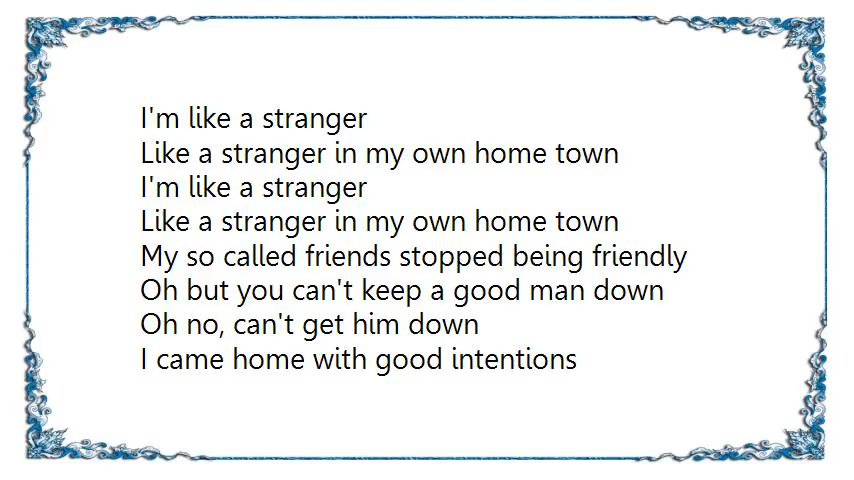 I'm like a stranger
Like a stranger in my own home town
I'm like a stranger
Like a stranger in my own home town
My so called friends stopped being friendly
Oh but you can't keep a good man down
Oh no, can't get him down
I came home with good intentions